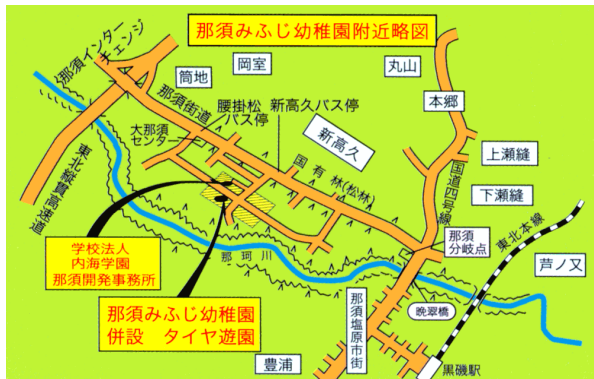 那須みふじ幼稚園附近略図
那須インター
チェンジ
筒地
岡室
丸山
本郷
那須街道
腰掛松
バス停
新高久バス停
大那須
センター
新高久
国有林(松林)
国道四号線
上瀬縫
下瀬縫
東北縦貫高速道
学校法人
内海学園
那須開発事務所
那珂川
那須
分岐点
東北本線
芦ノ又
那須みふじ幼稚園
併設 タイヤ遊園
那須塩原市街
晩翠橋
豊浦
黒磯駅